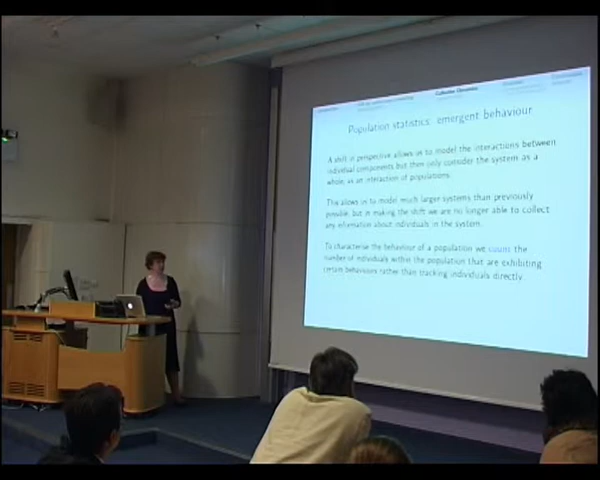 Collective Dynamics
Population statistics: emergent behaviour
A shift in perspective allows us to model the interactions between
individual components but then only consider the system as a
whole, as an interaction of populations.
This allows us to model much larger systems than previously
possible, but in making the shift we are no longer able to collect
any information about individuals in the system.
To characterise the behaviour of a population we count the
number of individuals within the population that are exhibiting
certain behaviours rather than tracking individuals directly.